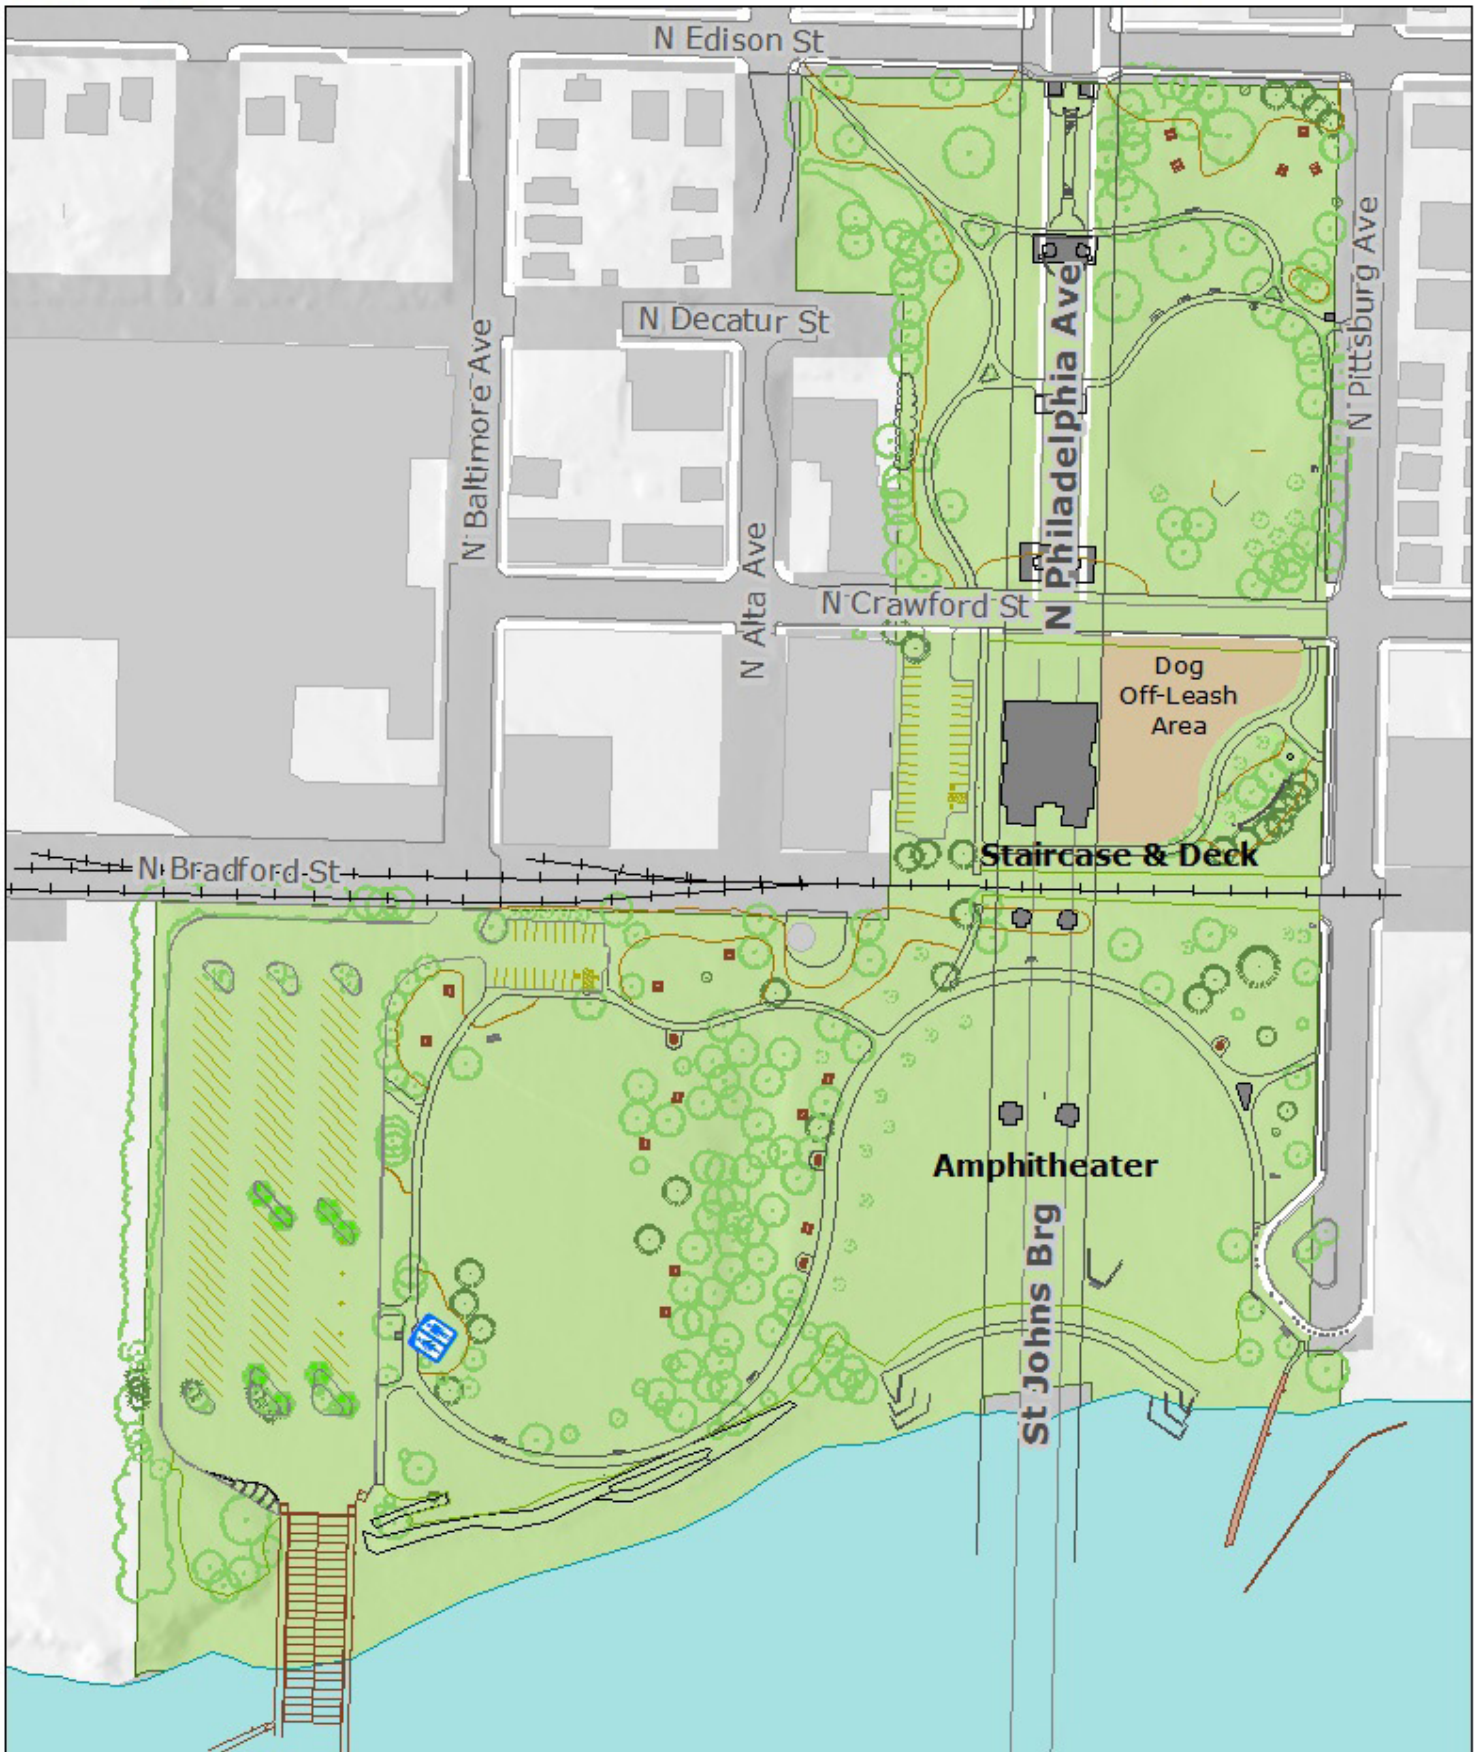 N Edison St
N Decatur St
N Baltimore Ave
N Philadelphia Ave
N Pittsburg Ave
N Alta Ave
N Crawford St
Dog
Off-Leash
Area
N Bradford St
Staircase & Deck
Amphitheater
St Johns Brg